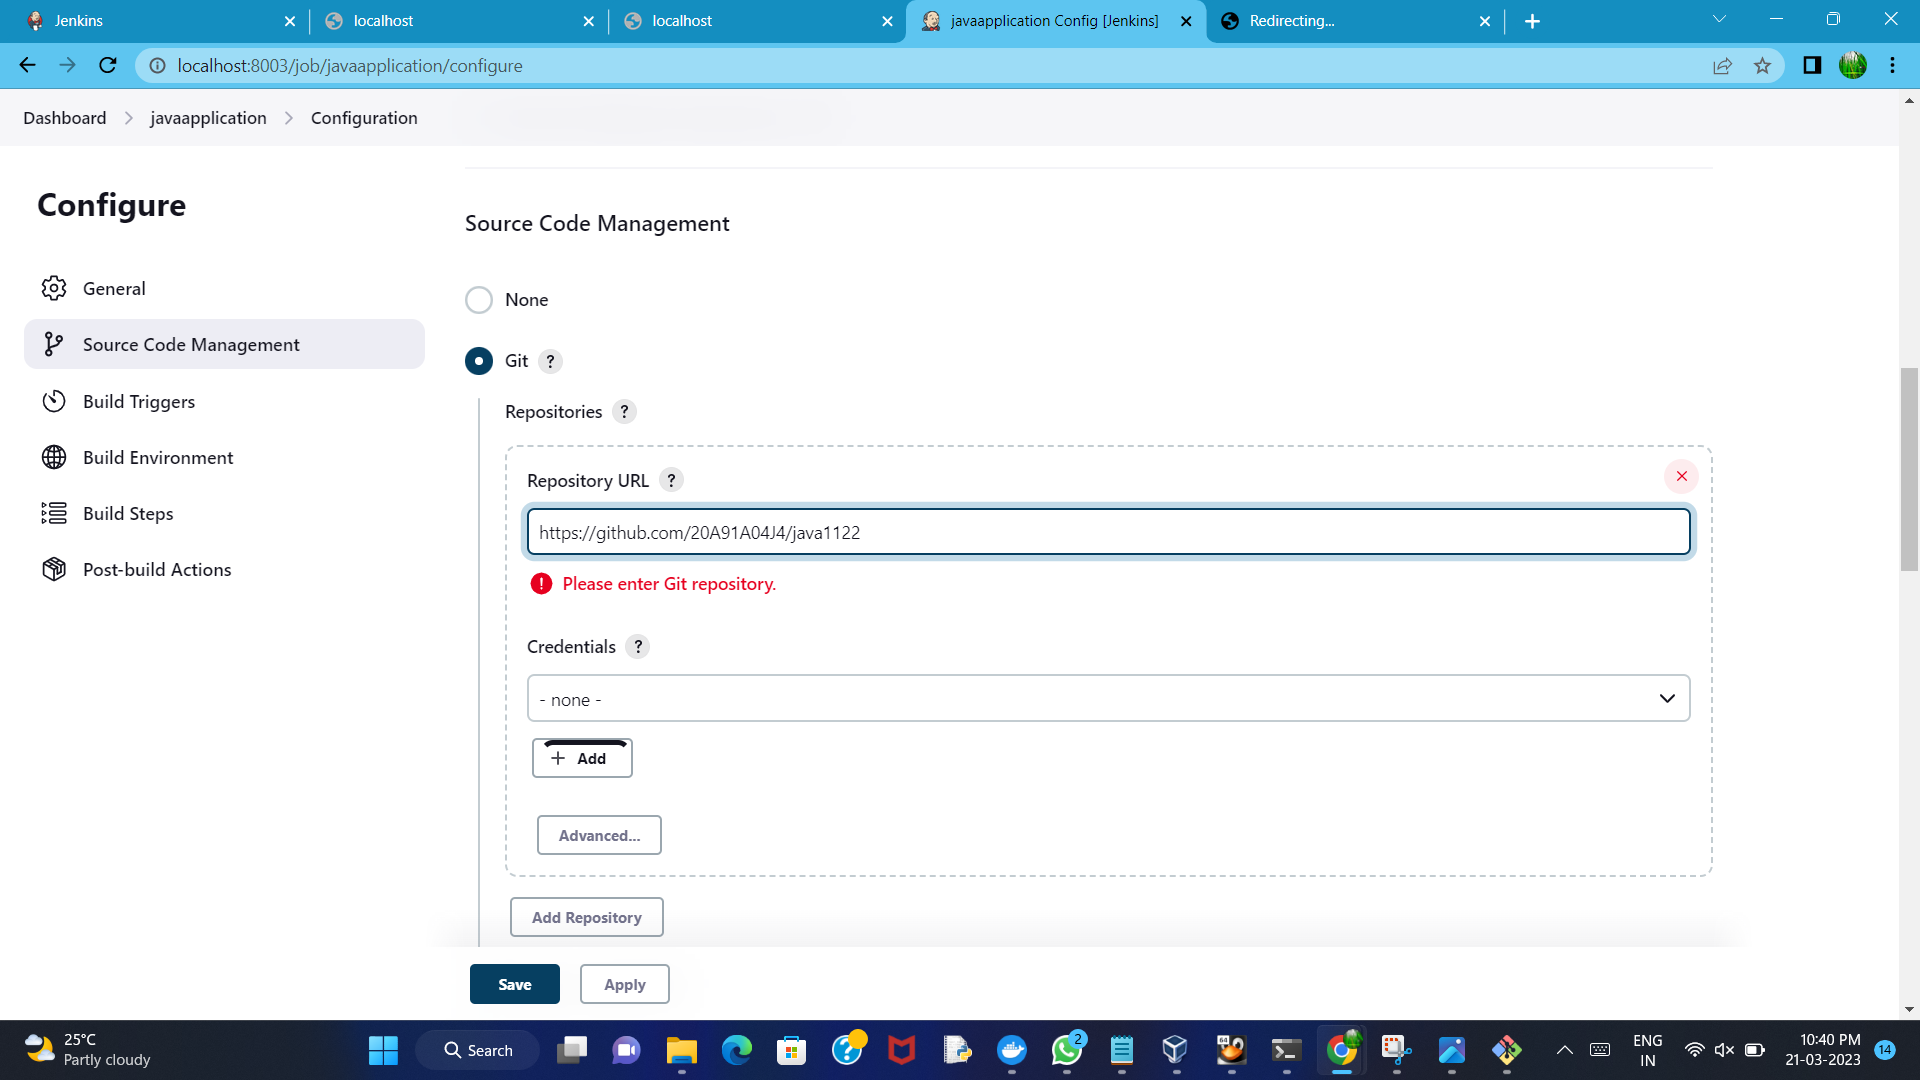 Jenkins
localhost
localhost
javaapplication Config [Jenkins]
Redirecting...
localhost:8003/job/javaapplication/configure
Dashboard
javaapplication
Configuration
Configure
General
Source Code Management
Build Triggers
Build Environment
Build Steps
Post-build Actions
Source Code Management
None
Git ?
Repositories ?
Repository URL ?
https://github.com/20A91A04J4/java1122
! Please enter Git repository.
Credentials ?
- none -
+ Add
Advanced...
Add Repository
Save
Apply
25°C
Partly cloudy
Search
2
64
ENG
IN
10:40 PM
21-03-2023
14